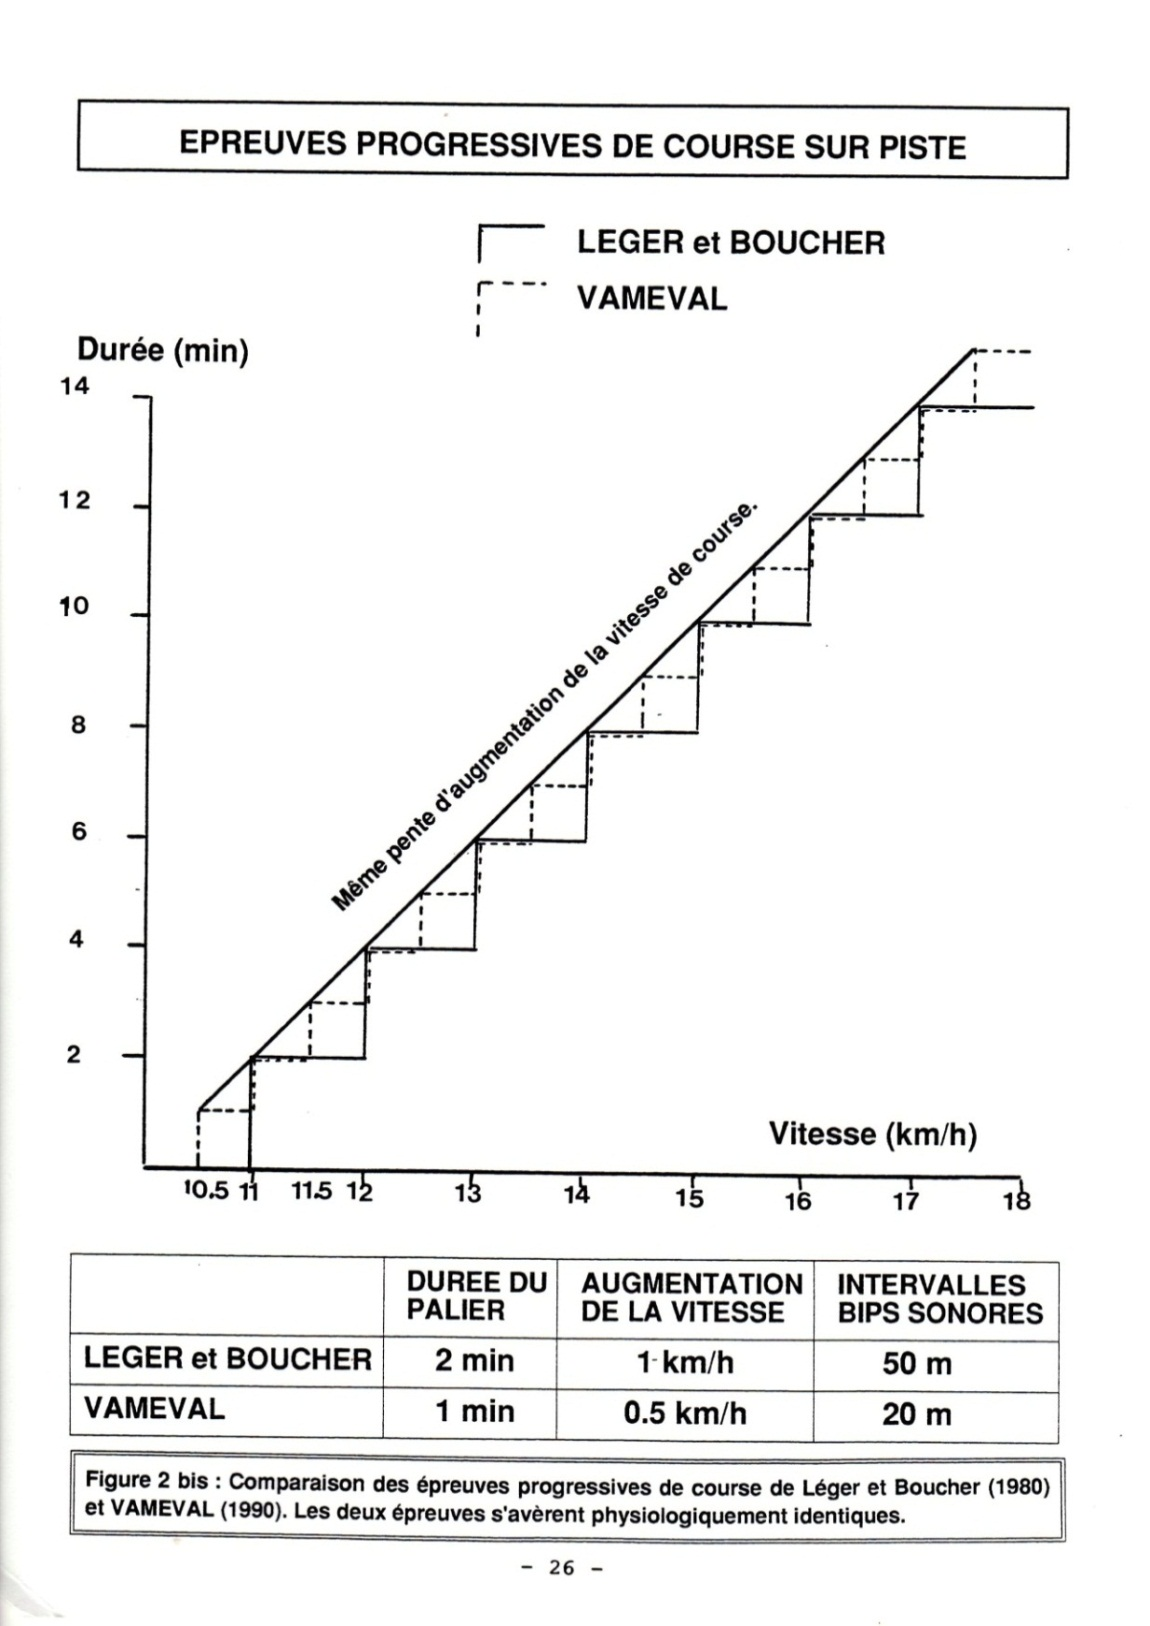 EPREUVES PROGRESSIVES DE COURSE SUR PISTE
LEGER et BOUCHER
VAMEVAL
Durée (min)
14
12
10
8
6
4
2
Même pente d'augmentation de la vitesse de course.
Vitesse (km/h)
10.5 11 11.5 12 13 14 15 16 17 18
DUREE DU AUGMENTATION INTERVALLES
PALIER DE LA VITESSE BIPS SONORES
LEGER et BOUCHER 2 min 1 km/h 50 m
VAMEVAL 1 min 0.5 km/h 20 m
Figure 2 bis : Comparaison des épreuves progressives de course de Léger et Boucher (1980)
et VAMEVAL (1990). Les deux épreuves s'avèrent physiologiquement identiques.
- 26 -